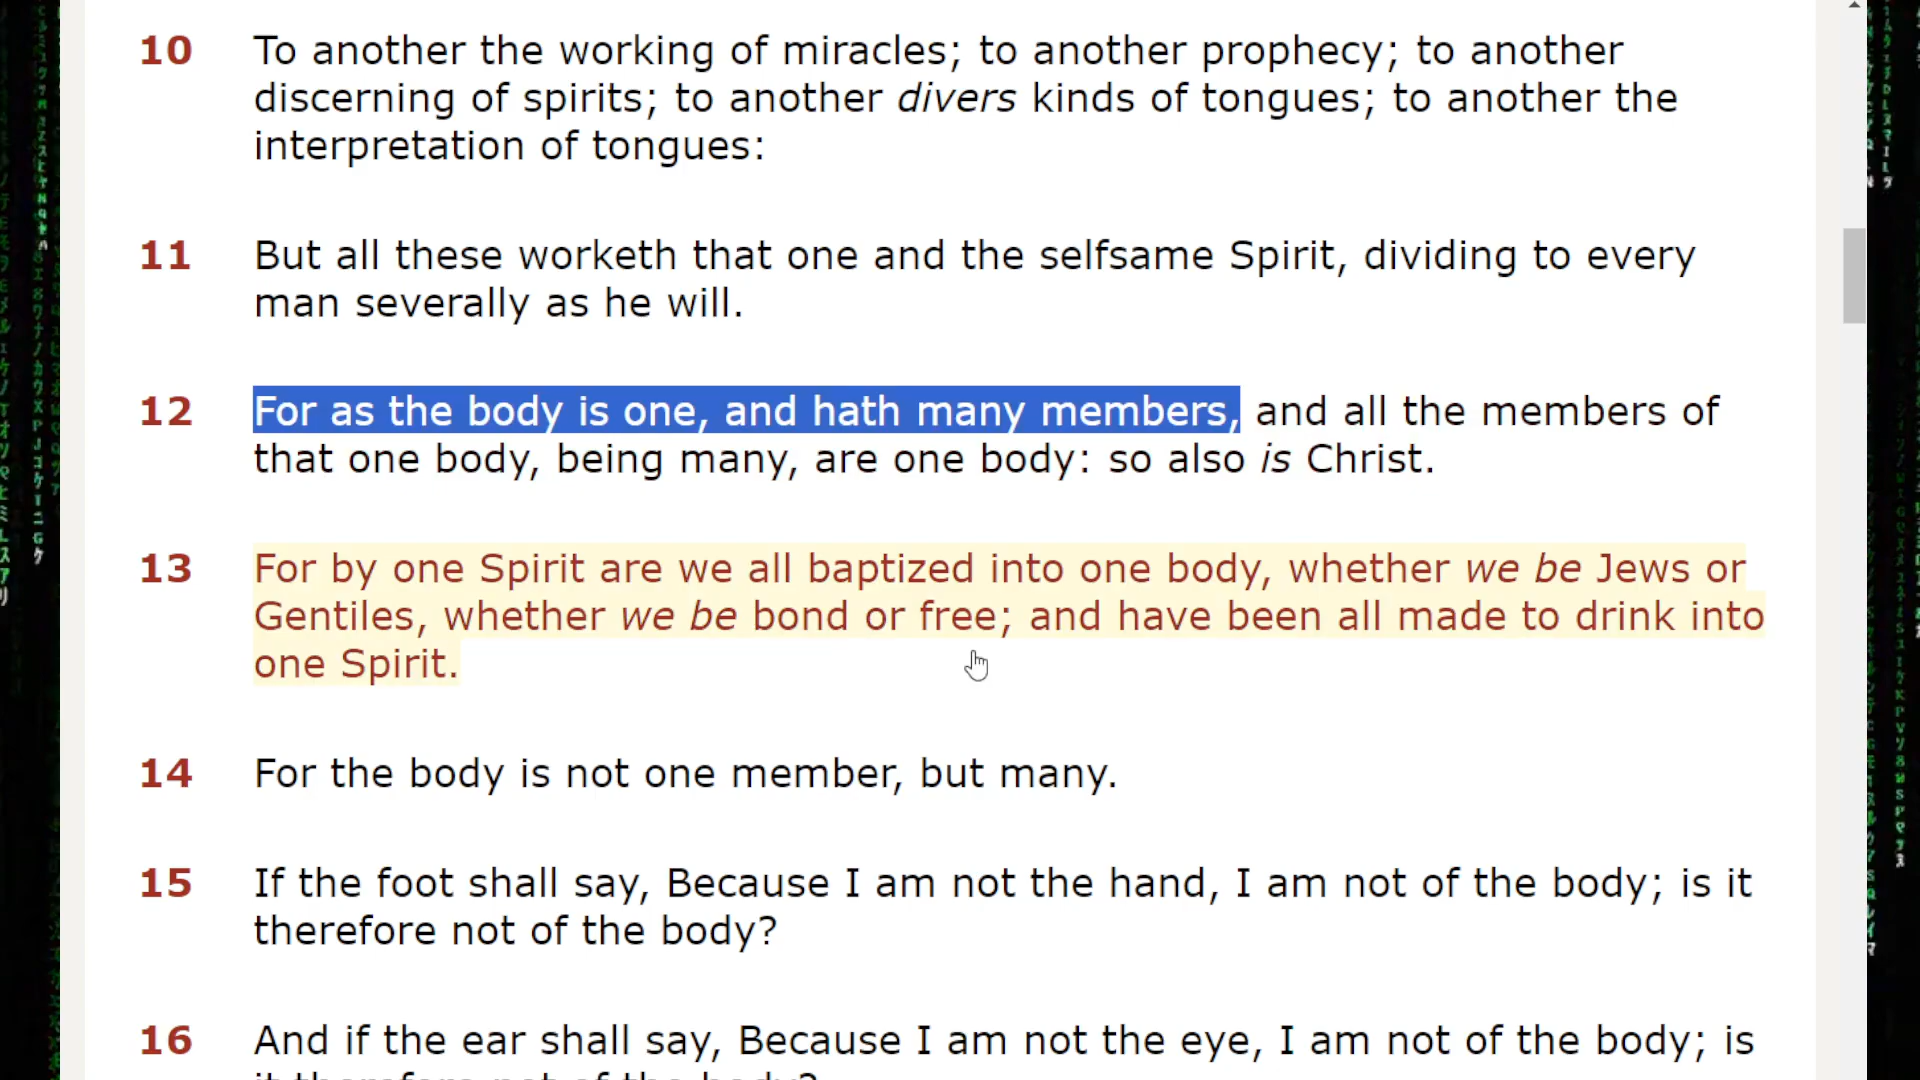 10 To another the working of miracles; to another prophecy; to another
discerning of spirits; to another divers kinds of tongues; to another the
interpretation of tongues:
11 But all these worketh that one and the selfsame Spirit, dividing to every
man severally as he will.
12 For as the body is one, and hath many members, and all the members of
that one body, being many, are one body: so also is Christ.
13 For by one Spirit are we all baptized into one body, whether we be Jews or
Gentiles, whether we be bond or free; and have been all made to drink into
one Spirit.
14 For the body is not one member, but many.
15 If the foot shall say, Because I am not the hand, I am not of the body; is it
therefore not of the body?
16 And if the ear shall say, Because I am not the eye, I am not of the body; is
it therefore not of the body?